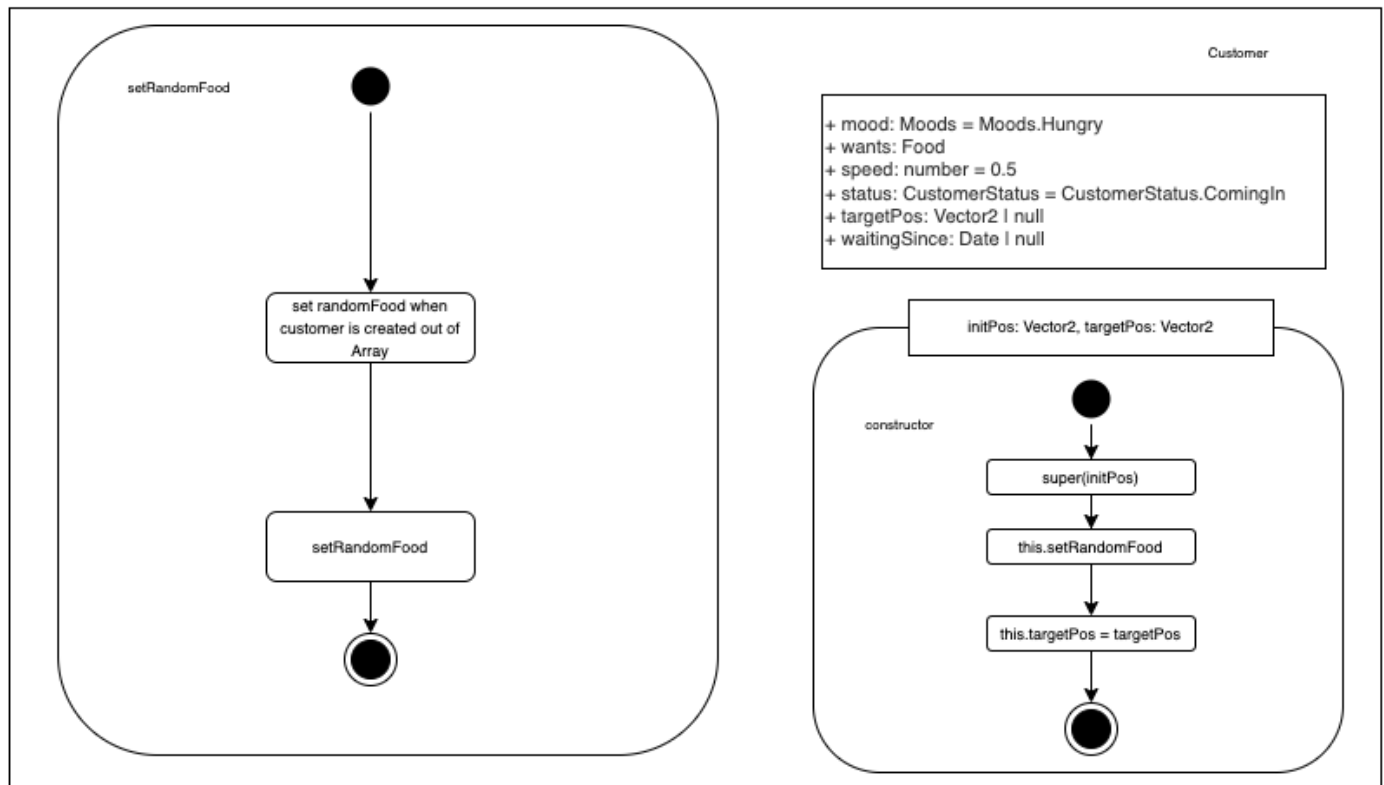 setRandomFood
set randomFood when
customer is created out of
Array
setRandomFood
Customer
+ mood: Moods = Moods.Hungry
+ wants: Food
+ speed: number = 0.5
+ status: CustomerStatus = CustomerStatus.ComingIn
+ targetPos: Vector2 | null
+ waitingSince: Date | null
initPos: Vector2, targetPos: Vector2
constructor
super(initPos)
this.setRandomFood
this.targetPos = targetPos